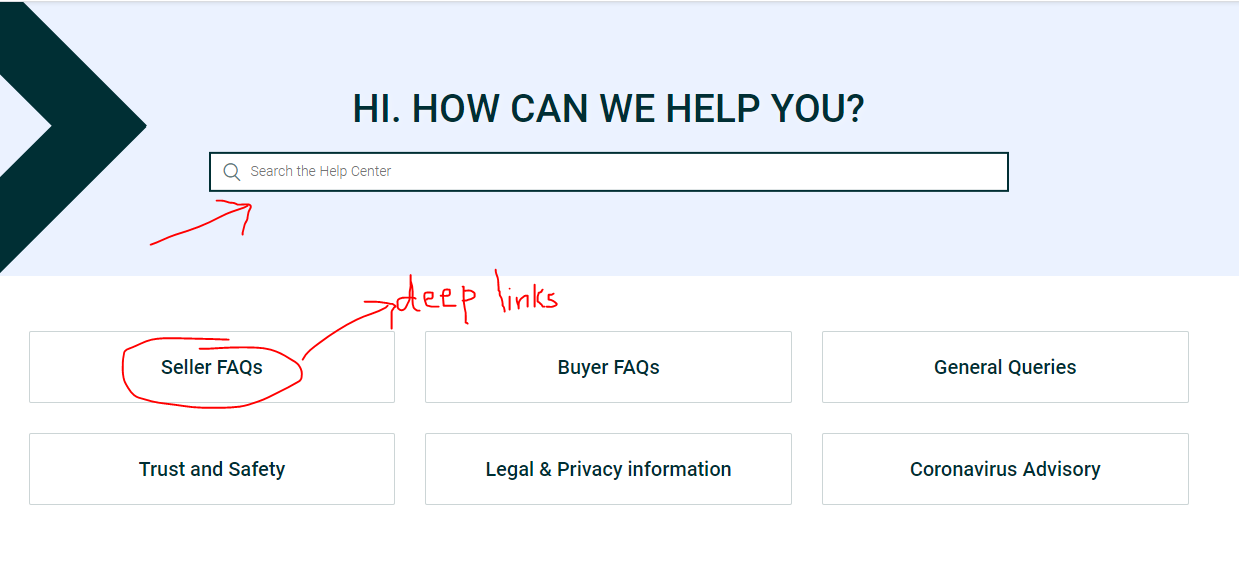 HI. HOW CAN WE HELP YOU?
Search the Help Center
deep links
Seller FAQs
Buyer FAQs
General Queries
Trust and Safety
Legal & Privacy information
Coronavirus Advisory